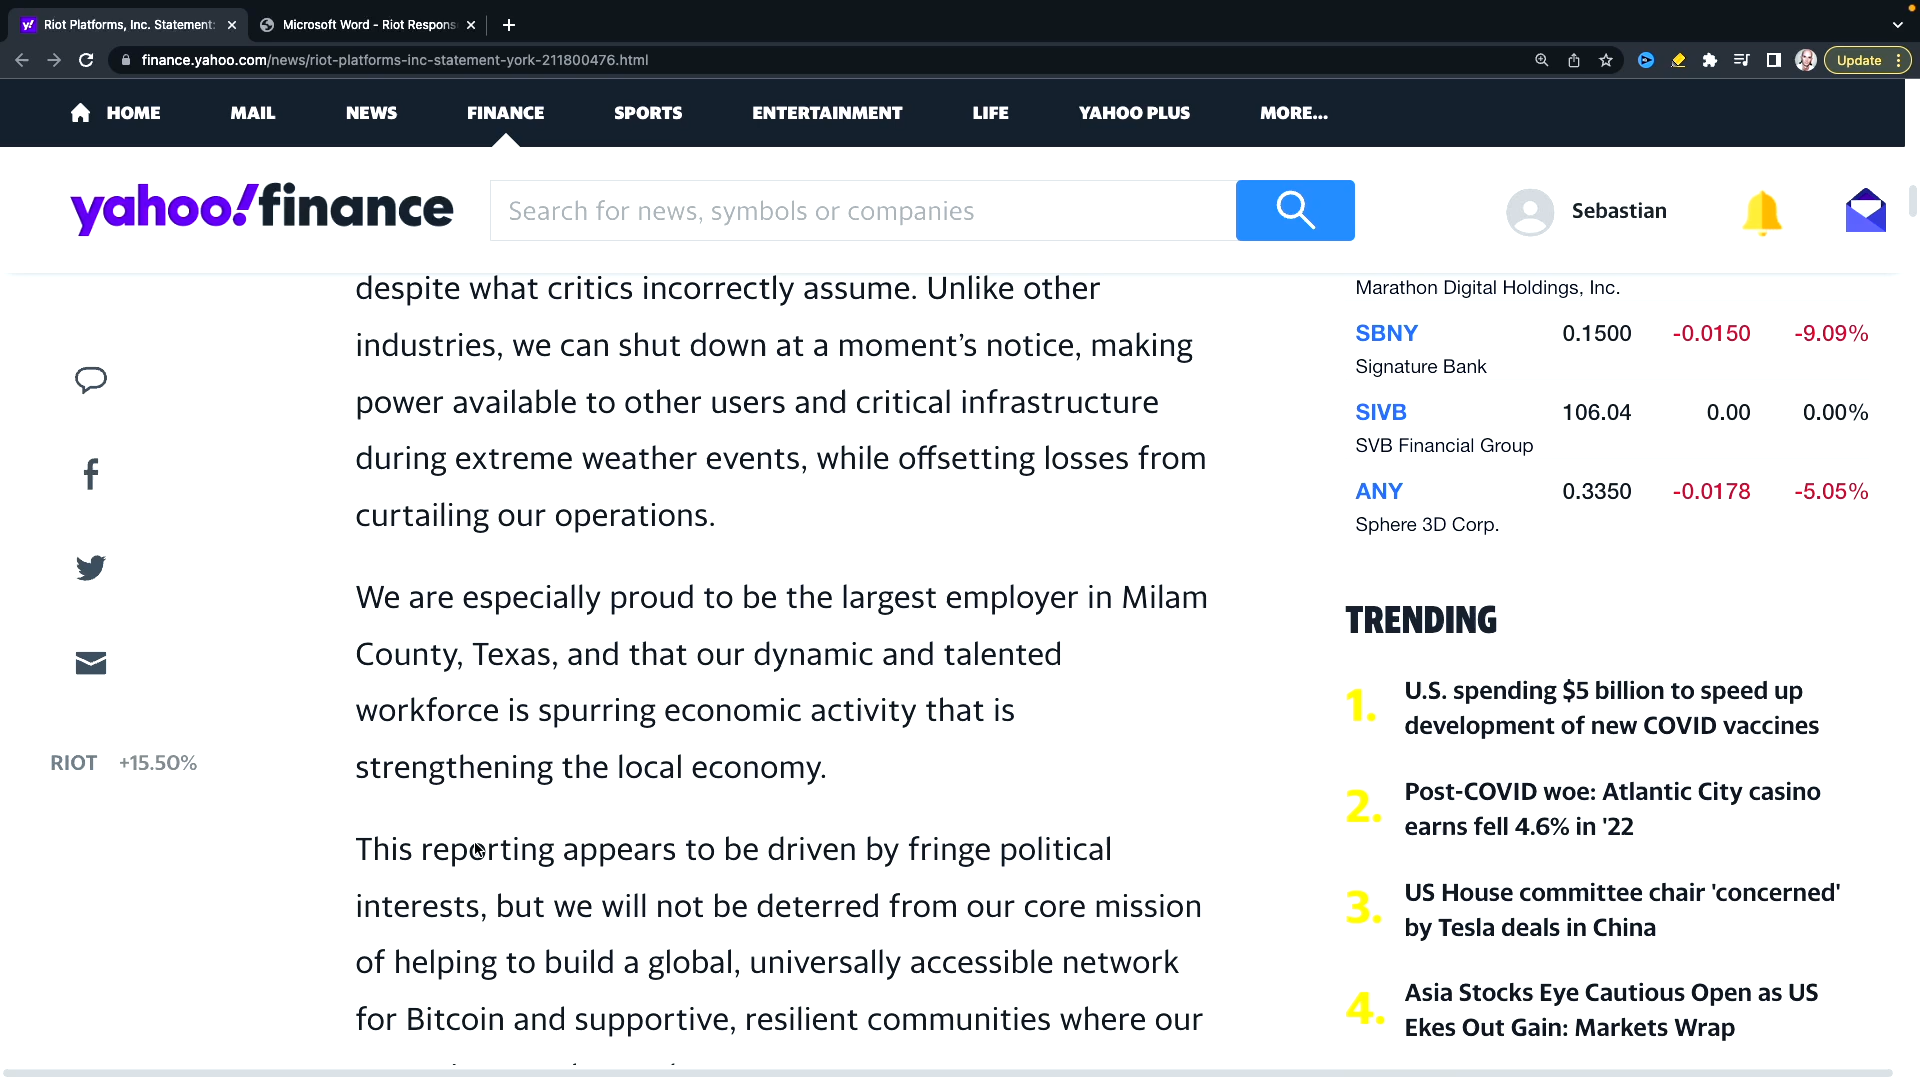 Riot Platforms, Inc. Statement:
Microsoft Word - Riot Respons
finance.yahoo.com/news/riot-platforms-inc-statement-york-211800476.html
Update
HOME MAIL NEWS FINANCE SPORTS ENTERTAINMENT LIFE YAHOO PLUS MORE...
yahoo!finance
Search for news, symbols or companies
Sebastian
despite what critics incorrectly assume. Unlike other
industries, we can shut down at a moment’s notice, making
power available to other users and critical infrastructure
during extreme weather events, while offsetting losses from
curtailing our operations.
We are especially proud to be the largest employer in Milam
County, Texas, and that our dynamic and talented
workforce is spurring economic activity that is
strengthening the local economy.
This reporting appears to be driven by fringe political
interests, but we will not be deterred from our core mission
of helping to build a global, universally accessible network
for Bitcoin and supportive, resilient communities where our
RIOT +15.50%
Marathon Digital Holdings, Inc.
SBNY 0.1500 -0.0150 -9.09%
Signature Bank
SIVB 106.04 0.00 0.00%
SVB Financial Group
ANY 0.3350 -0.0178 -5.05%
Sphere 3D Corp.
TRENDING
1. U.S. spending $5 billion to speed up
development of new COVID vaccines
2. Post-COVID woe: Atlantic City casino
earns fell 4.6% in '22
3. US House committee chair 'concerned'
by Tesla deals in China
4. Asia Stocks Eye Cautious Open as US
Ekes Out Gain: Markets Wrap